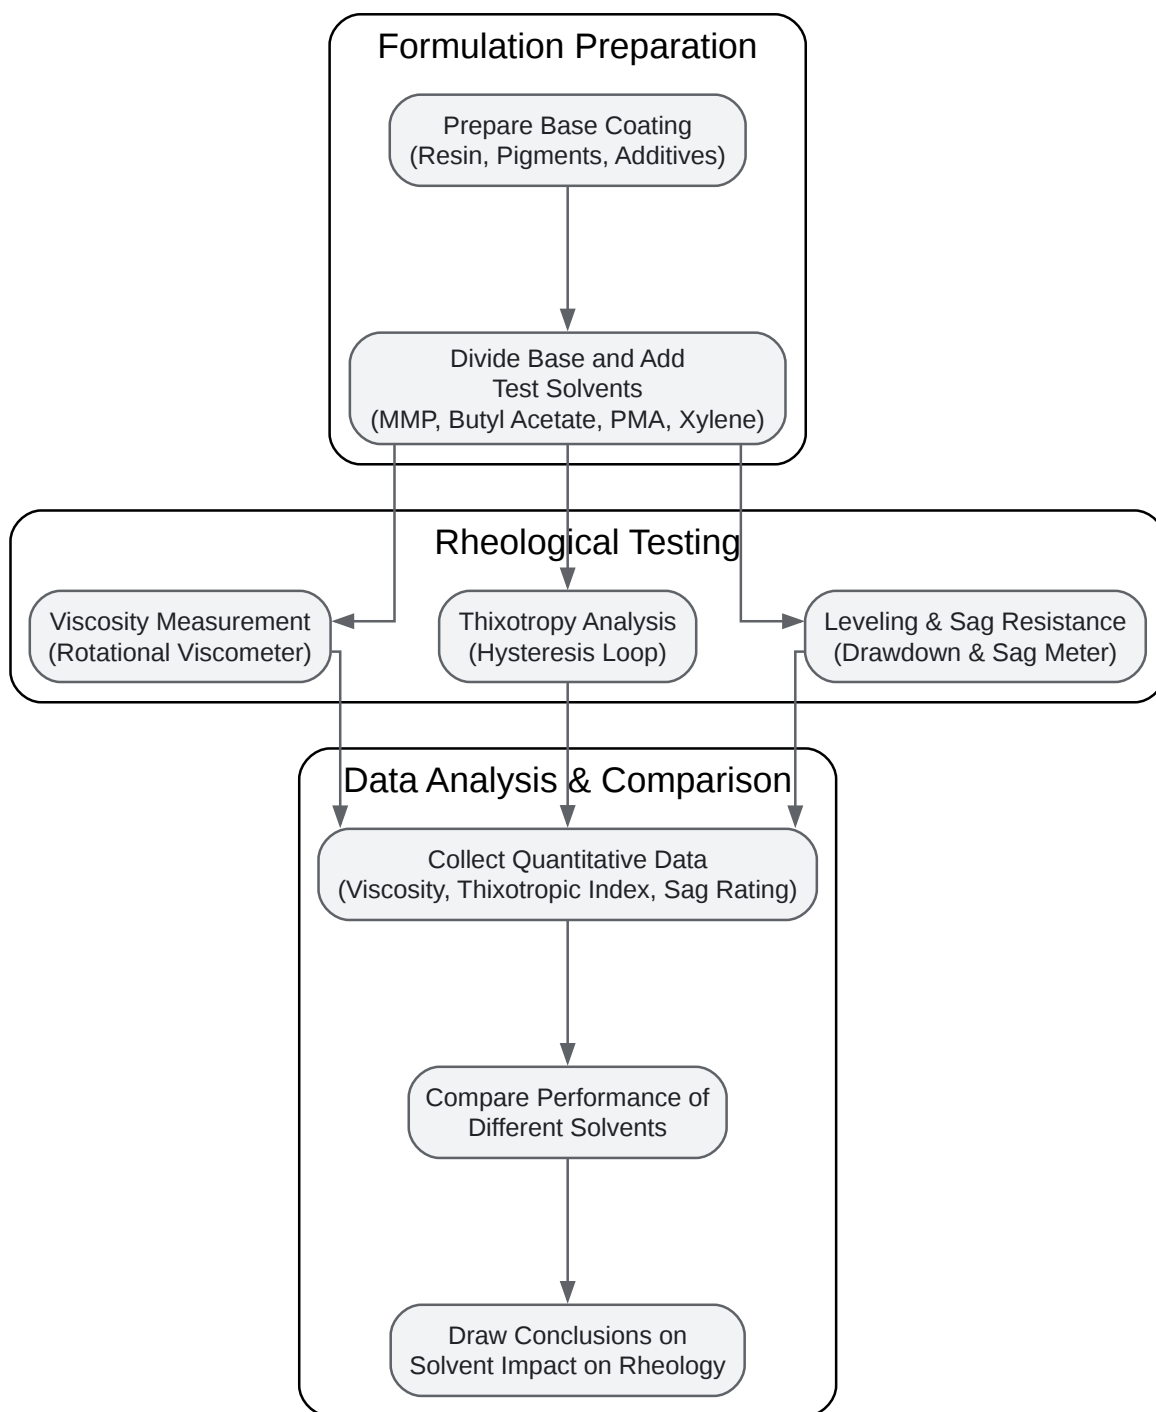 Formulation Preparation
Prepare Base Coating
(Resin, Pigments, Additives)
Divide Base and Add
Test Solvents
(MMP, Butyl Acetate, PMA, Xylene)
Rheological Testing
Viscosity Measurement
(Rotational Viscometer)
Thixotropy Analysis
(Hysteresis Loop)
Leveling & Sag Resistance
(Drawdown & Sag Meter)
Data Analysis & Comparison
Collect Quantitative Data
(Viscosity, Thixotropic Index, Sag Rating)
Compare Performance of
Different Solvents
Draw Conclusions on
Solvent Impact on Rheology